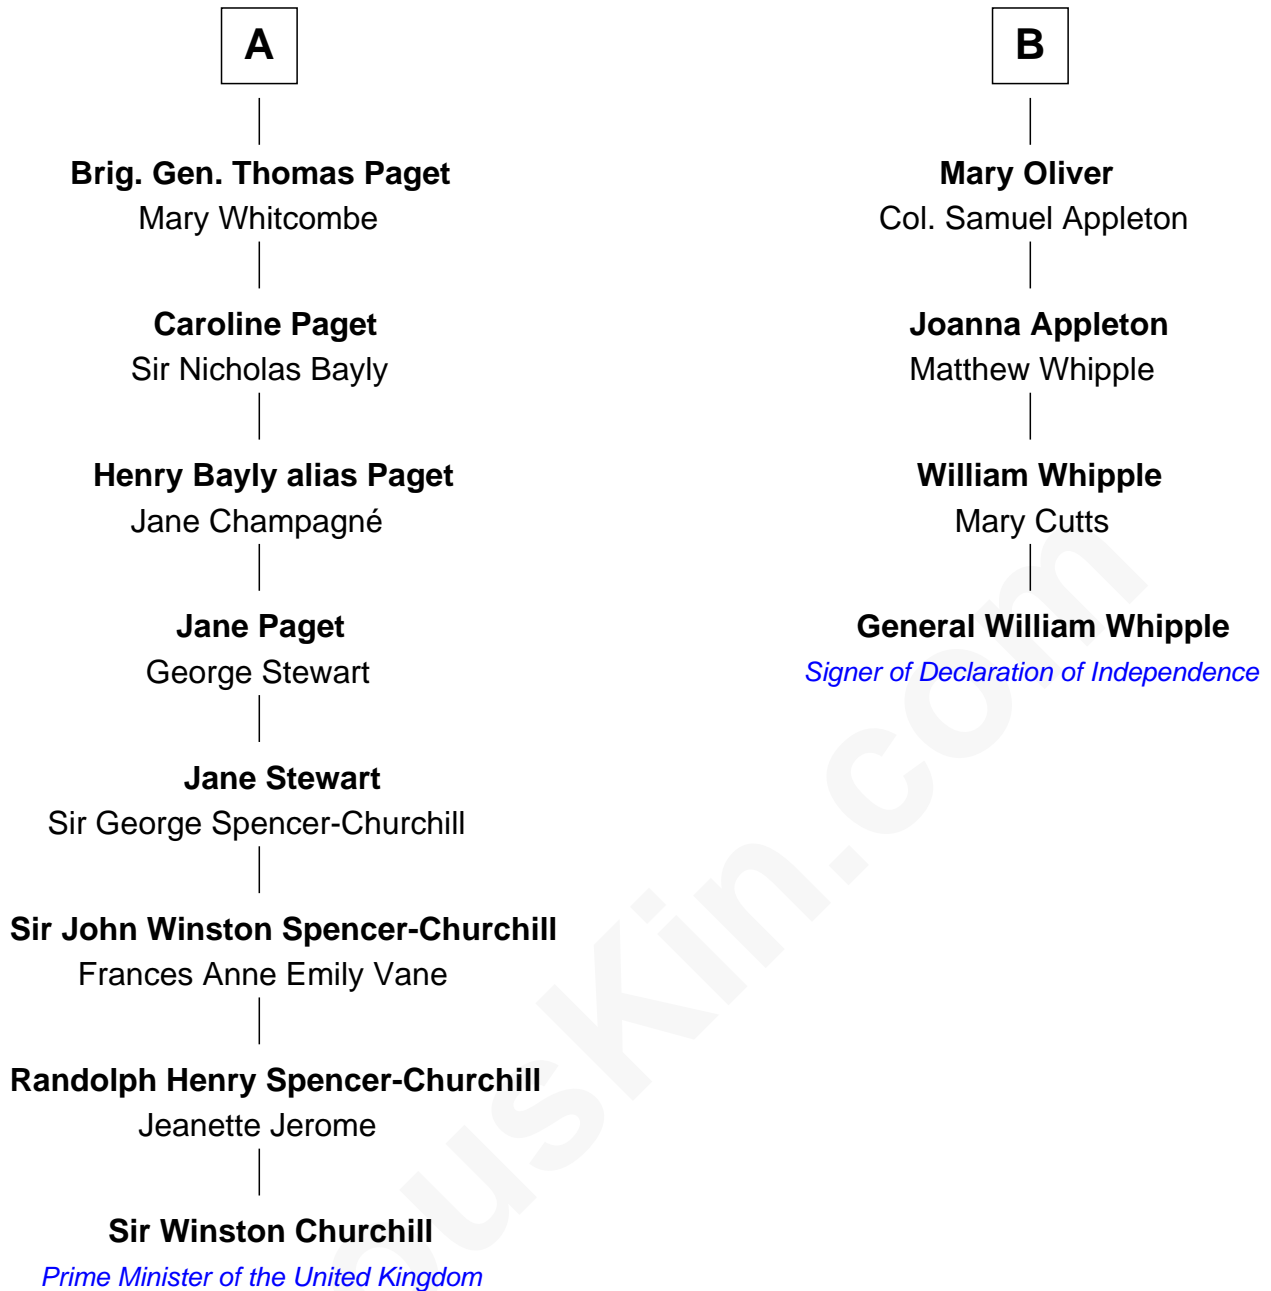 A
Brig. Gen. Thomas Paget
Mary Whitcombe
Caroline Paget
Sir Nicholas Bayly
Henry Bayly alias Paget
Jane Champagné
Jane Paget
George Stewart
Jane Stewart
Sir George Spencer-Churchill
Sir John Winston Spencer-Churchill
Frances Anne Emily Vane
Randolph Henry Spencer-Churchill
Jeanette Jerome
Sir Winston Churchill
Prime Minister of the United Kingdom
B
Mary Oliver
Col. Samuel Appleton
Joanna Appleton
Matthew Whipple
William Whipple
Mary Cutts
General William Whipple
Signer of Declaration of Independence
ousKin.com